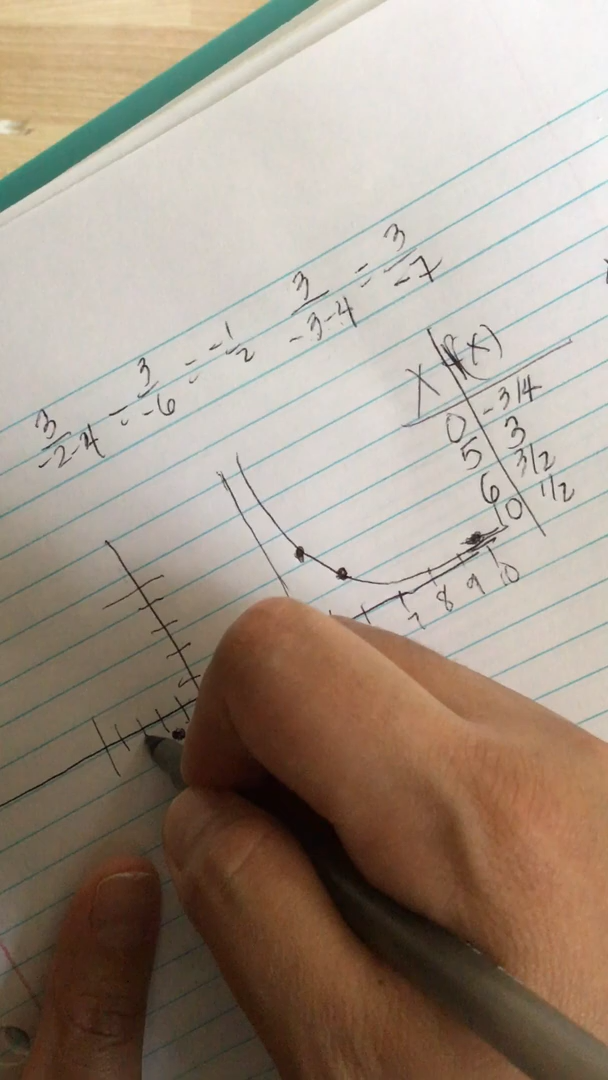 3/-2-4 = 3/-6 = -1/2
3/-3-4 = 3/-7
X f(x)
0 -3/4
5 3
6 3/2
10 1/2
7 8 9 10